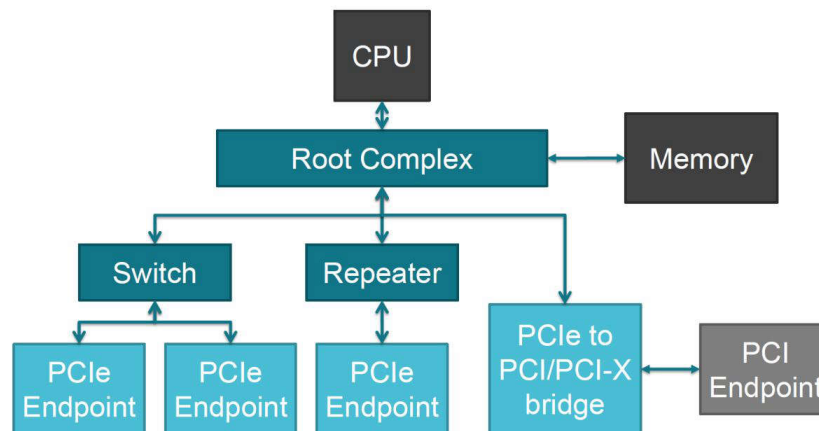 CPU
Root Complex
Memory
Switch
Repeater
PCIe
Endpoint
PCIe
Endpoint
PCIe
Endpoint
PCIe to
PCI/PCI-X
bridge
PCI
Endpoint